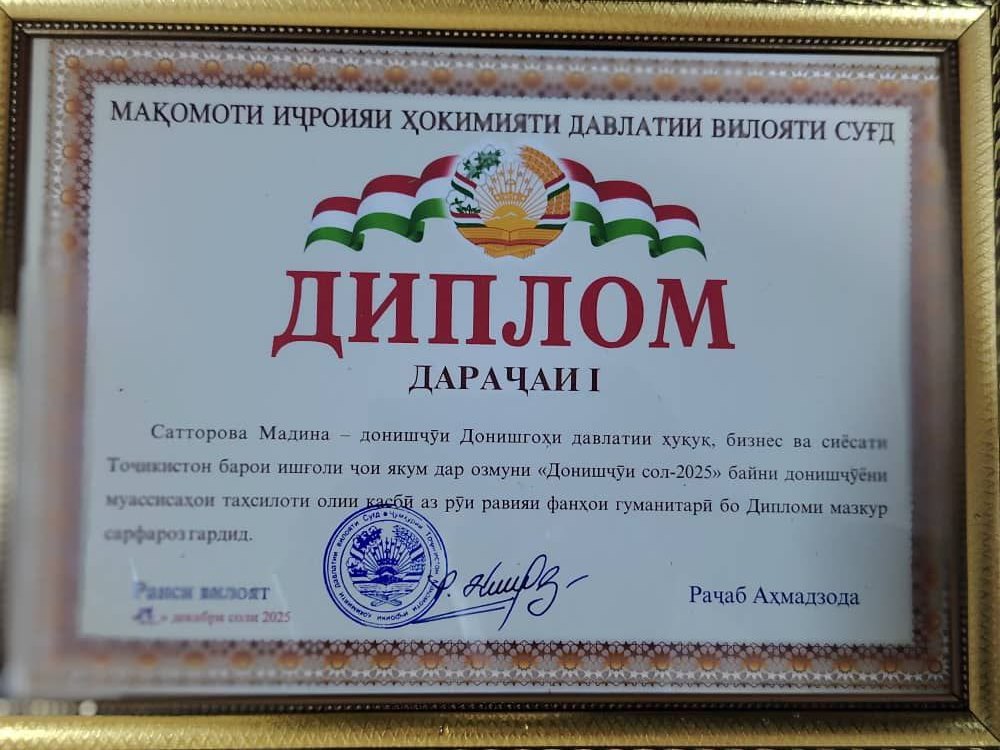 МАҚОМОТИ ИҶРОИЯИ ҲОКИМИЯТИ ДАВЛАТИИ ВИЛОЯТИ СУҒД
ДИПЛОМ
ДАРАҶАИ I
Сатторова Мадина – донишҷӯи Донишгоҳи давлатии ҳуқуқ, бизнес ва сиёсати
Тоҷикистон барои ишғоли ҷои якум дар озмуни «Донишҷӯи сол-2025» байни донишҷӯёни
муассисаҳои таҳсилоти олии касбӣ аз рӯи равияи фанҳои гуманитарӣ бо Дипломи мазкур
сарфароз гардид.
Раиси вилоят
Раҷаб Аҳмадзода
» декабри соли 2025